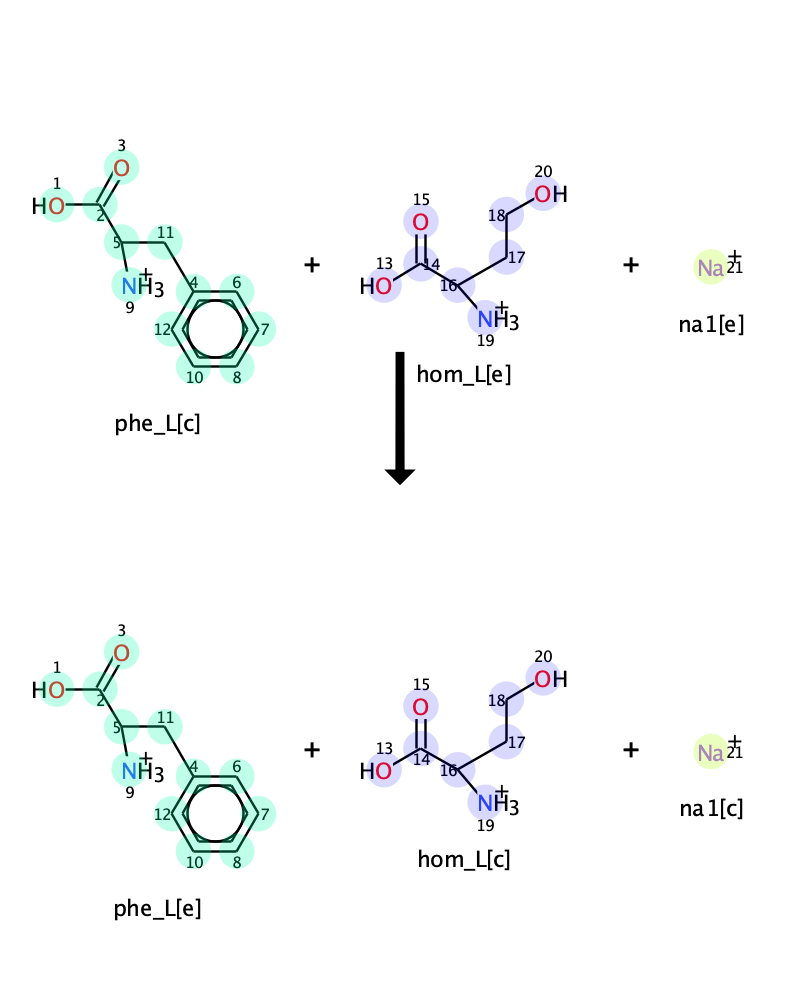 3
1
HO
O
2
5
11
NH3
+
9
4
6
12
7
10
8
phe_L[c]
+
20
OH
15
O
18
13
14
17
HO
16
NH3
+
19
hom_L[e]
+
Na
+
21
na1[e]
3
1
HO
O
2
5
11
NH3
+
9
4
6
12
7
10
8
phe_L[e]
+
20
OH
15
O
18
13
14
17
HO
16
NH3
+
19
hom_L[c]
+
Na
+
21
na1[c]